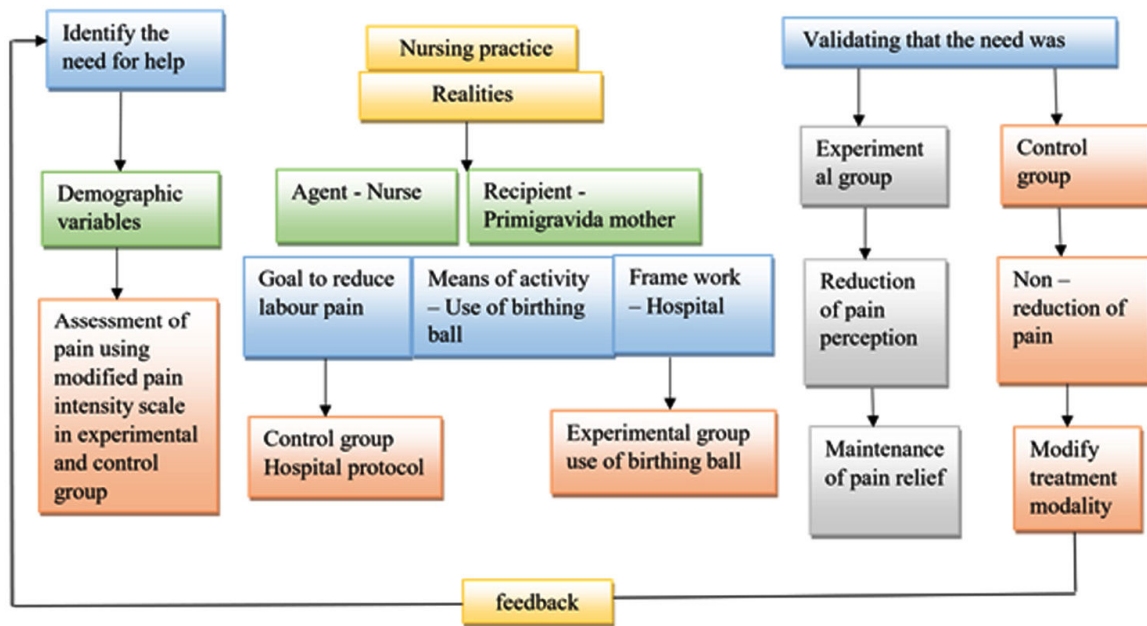 Identify the
need for help
Demographic
variables
Assessment of
pain using
modified pain
intensity scale
in experimental
and control
group
Nursing practice
Realities
Agent - Nurse
Recipient -
Primigravida mother
Goal to reduce
labour pain
Means of activity
– Use of birthing
ball
Frame work
– Hospital
Control group
Hospital protocol
Experimental group
use of birthing ball
Validating that the need was
Experiment
al group
Reduction
of pain
perception
Maintenance
of pain relief
Control
group
Non –
reduction of
pain
Modify
treatment
modality
feedback